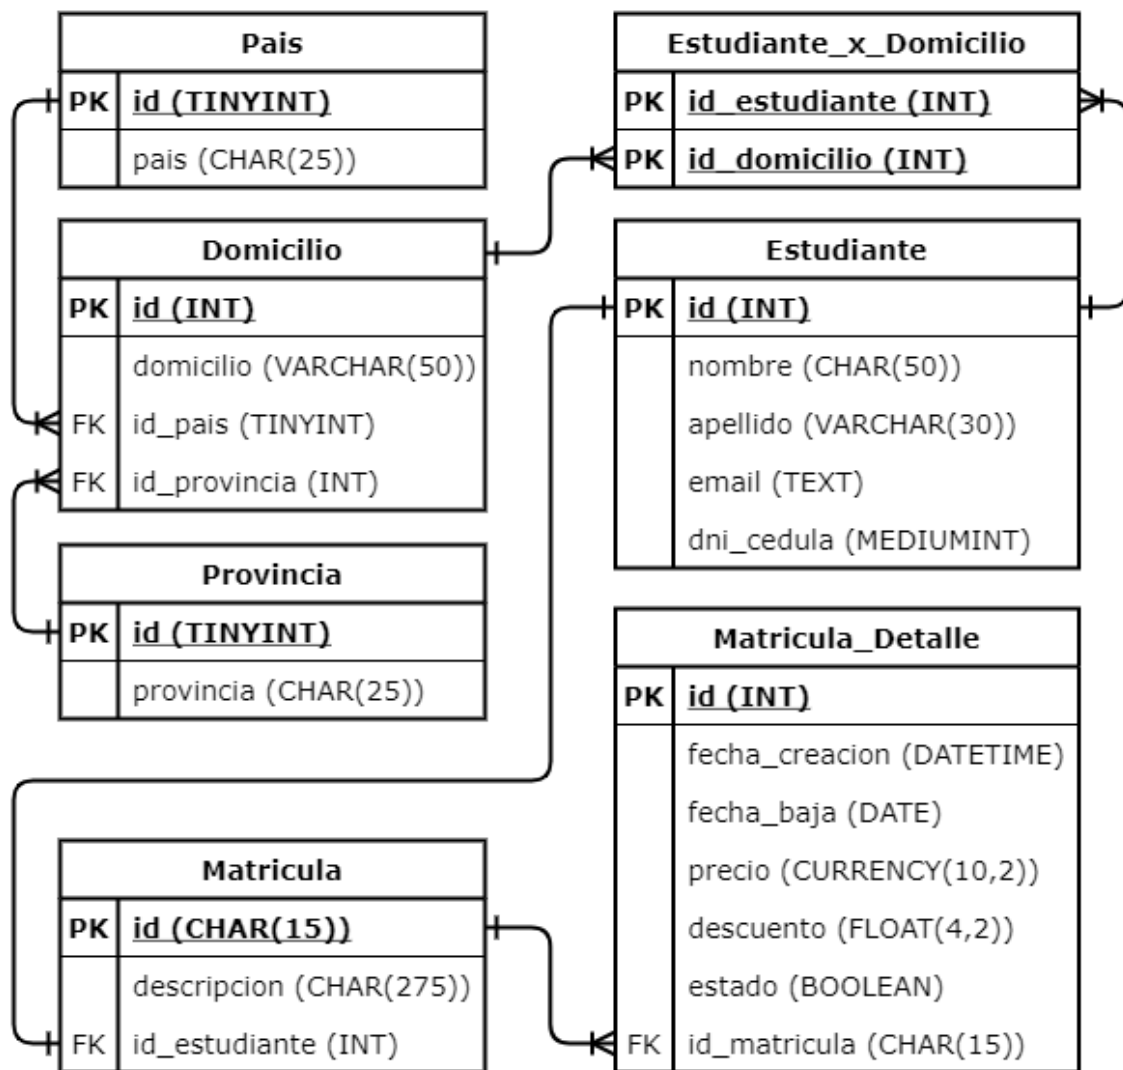 Pais
PK id (TINYINT)
pais (CHAR(25))
Domicilio
PK id (INT)
domicilio (VARCHAR(50))
FK id_pais (TINYINT)
FK id_provincia (INT)
Provincia
PK id (TINYINT)
provincia (CHAR(25))
Matricula
PK id (CHAR(15))
descripcion (CHAR(275))
FK id_estudiante (INT)
Estudiante_x_Domicilio
PK id_estudiante (INT)
PK id_domicilio (INT)
Estudiante
PK id (INT)
nombre (CHAR(50))
apellido (VARCHAR(30))
email (TEXT)
dni_cedula (MEDIUMINT)
Matricula_Detalle
PK id (INT)
fecha_creacion (DATETIME)
fecha_baja (DATE)
precio (CURRENCY(10,2))
descuento (FLOAT(4,2))
estado (BOOLEAN)
FK id_matricula (CHAR(15))